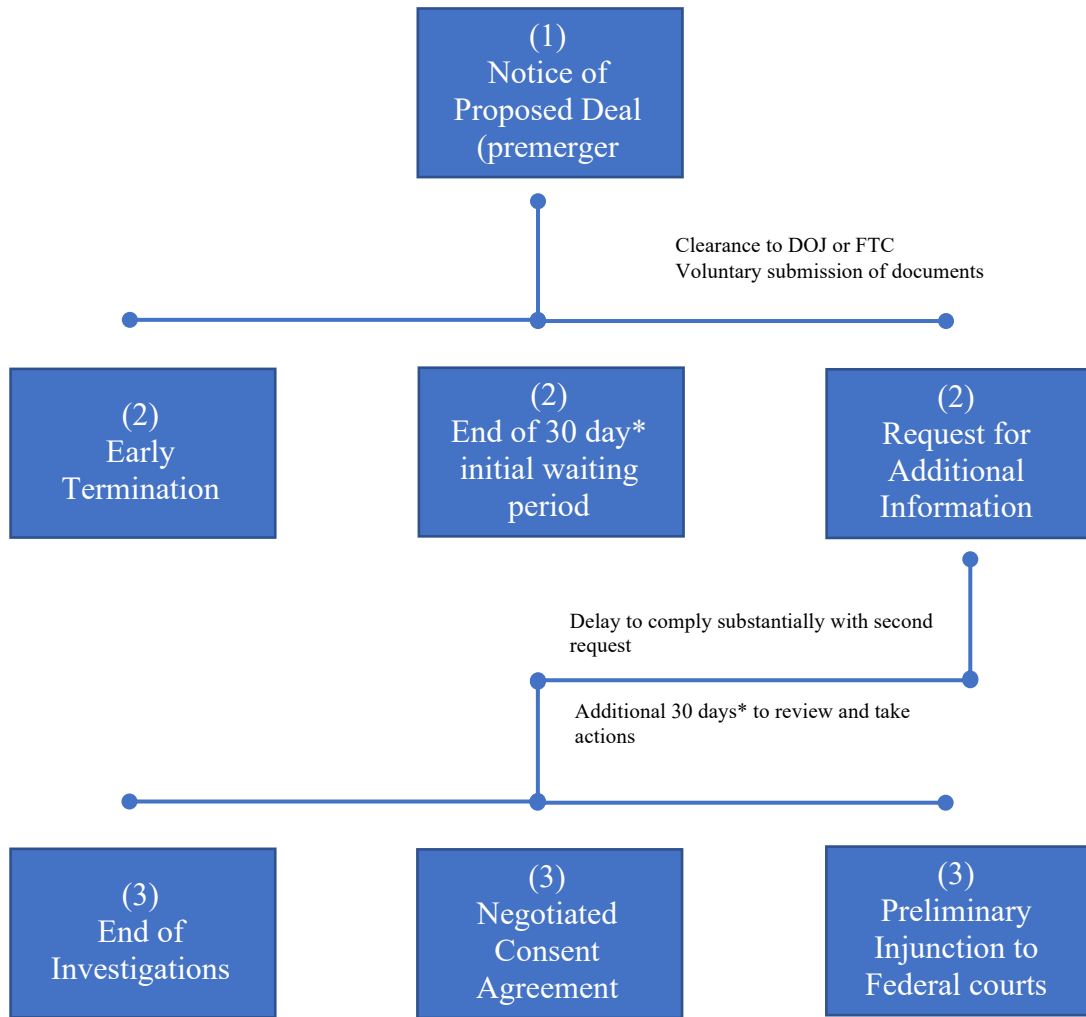 (1)
Notice of
Proposed Deal
(premerger
Clearance to DOJ or FTC
Voluntary submission of documents
(2)
Early
Termination
(2)
End of 30 day*
initial waiting
period
(2)
Request for
Additional
Information
Delay to comply substantially with second
request
Additional 30 days* to review and take
actions
(3)
End of
Investigations
(3)
Negotiated
Consent
Agreement
(3)
Preliminary
Injunction to
Federal courts